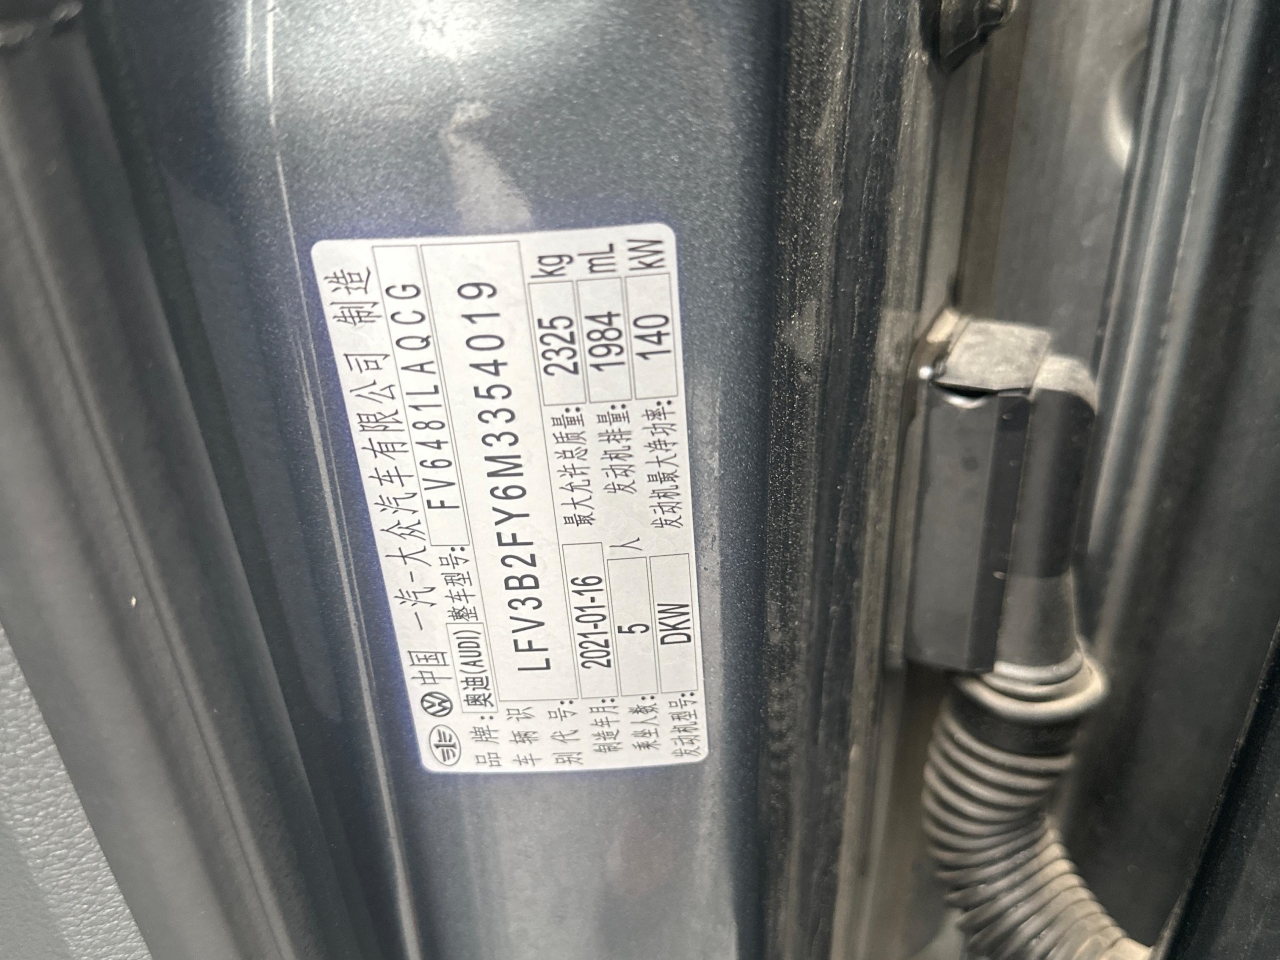 中国 一汽-大众汽车有限公司 制造
品牌: 奥迪(AUDI) 整车型号: FV6481LAQCG
车辆识别代号: LFV3B2FY6M3354019
制造年月: 2021-01-16 最大允许总质量: 2325 kg
乘坐人数: 5 人 发动机排量: 1984 mL
发动机型号: DKW 发动机最大净功率: 140 kW